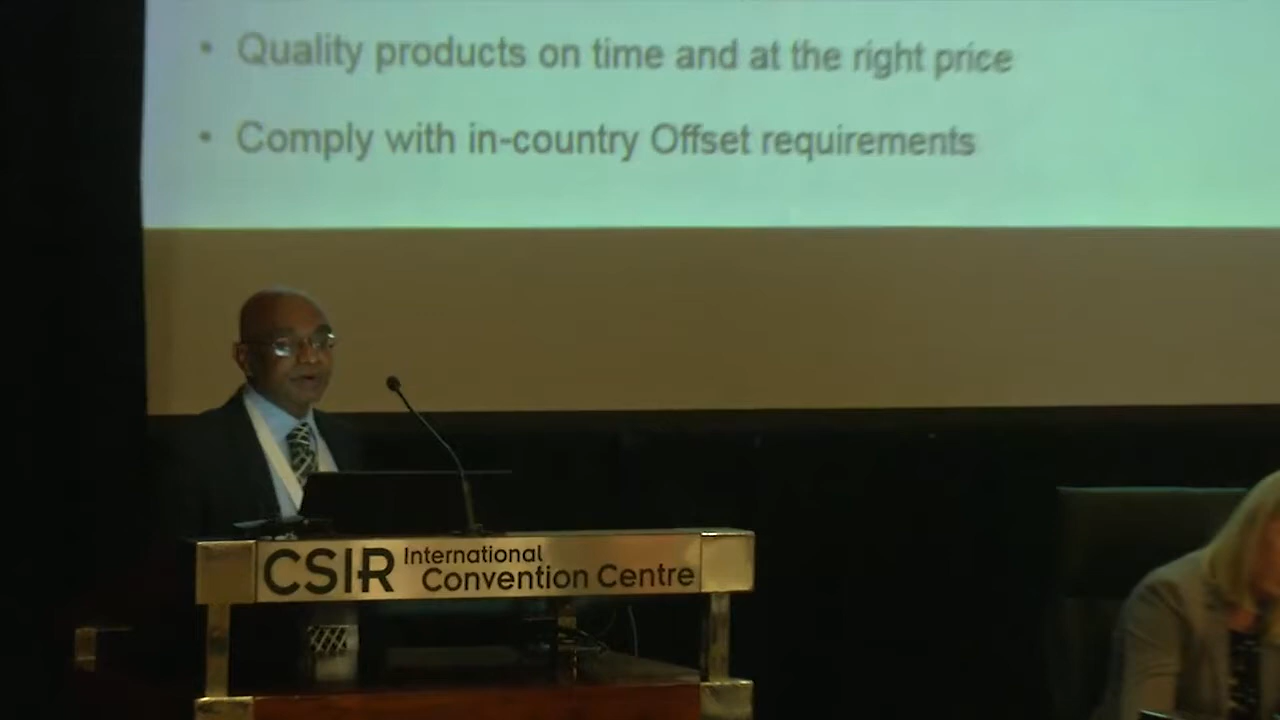 • Quality products on time and at the right price
• Comply with in-country Offset requirements
CSIR International
Convention Centre